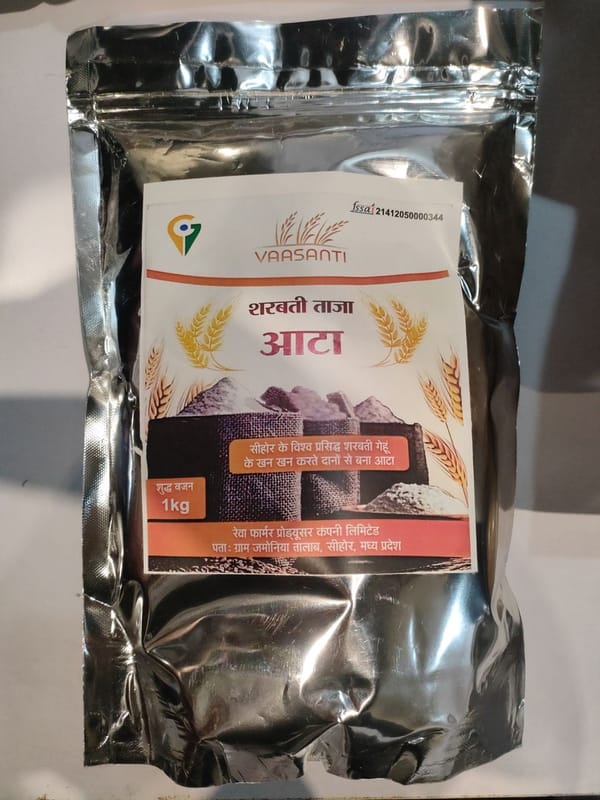 fssai 21412050000344
VAASANTI
शरबती ताजा
आटा
सीहोर के विश्व प्रसिद्ध शरबती गेहूं
के खन खन करते दानों से बना आटा
शुद्ध वजन
1kg
रेवा फार्मर प्रोड्यूसर कंपनी लिमिटेड
पता: ग्राम जमोनिया तालाब, सीहोर, मध्य प्रदेश